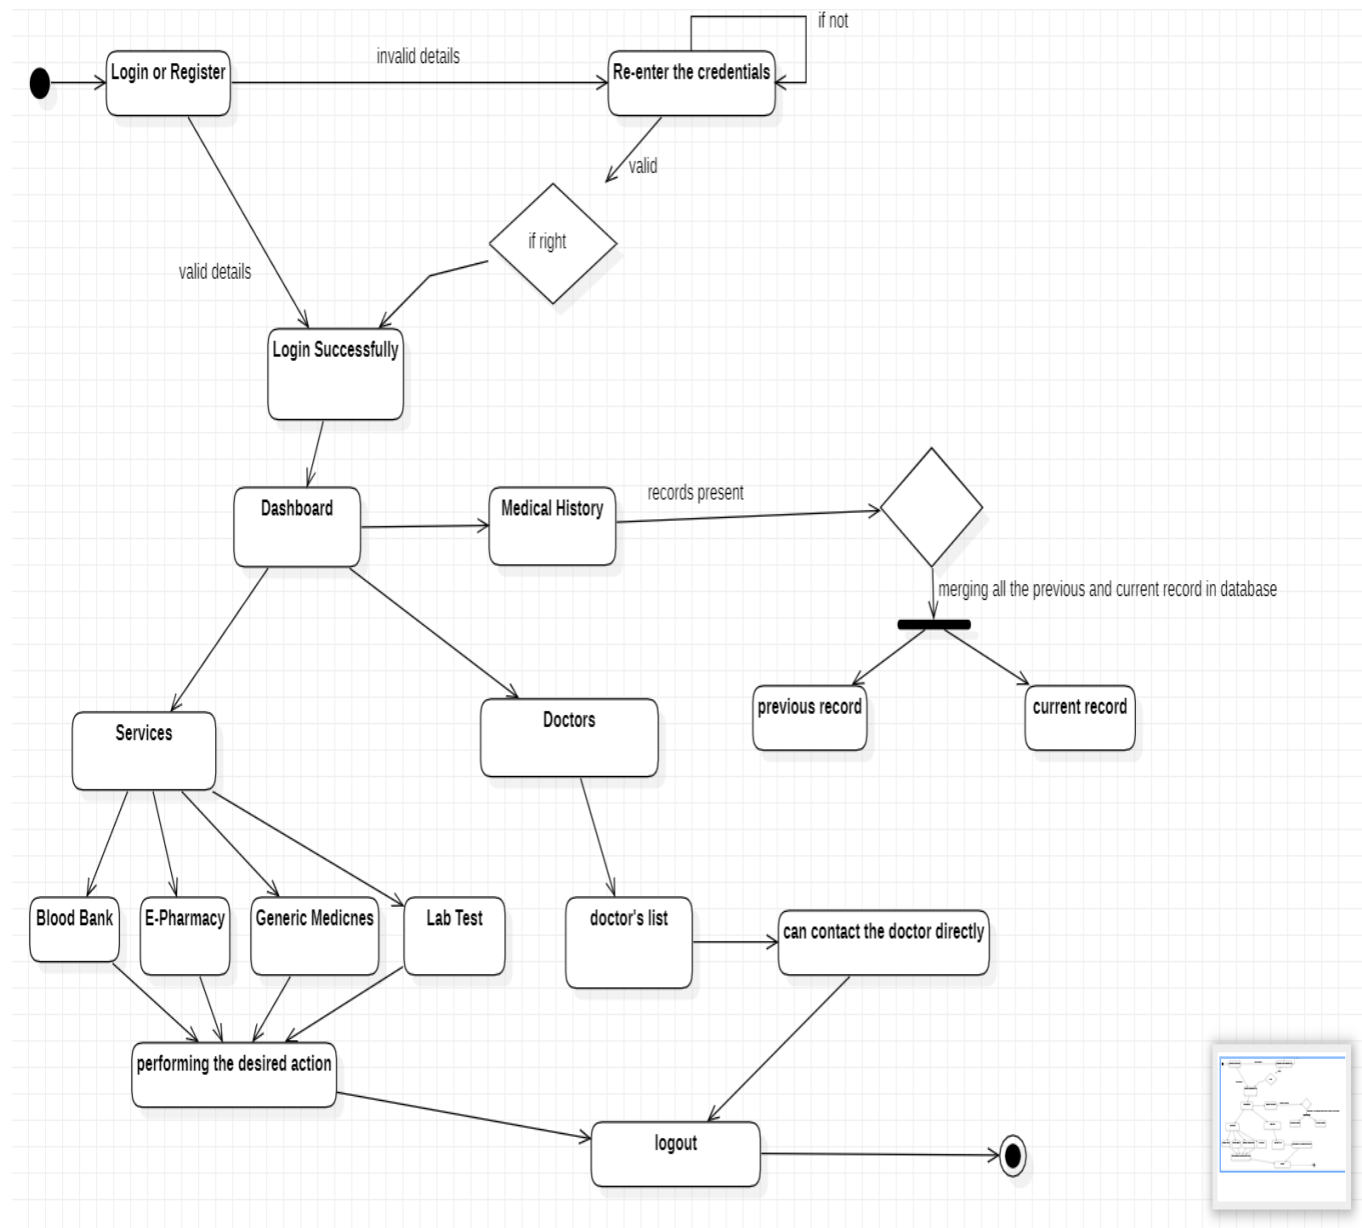 if not
invalid details
Login or Register
Re-enter the credentials
valid
if right
valid details
Login Successfully
Dashboard
Medical History
records present
merging all the previous and current record in database
previous record
current record
Services
Doctors
Blood Bank
E-Pharmacy
Generic Medicnes
Lab Test
doctor's list
can contact the doctor directly
performing the desired action
logout